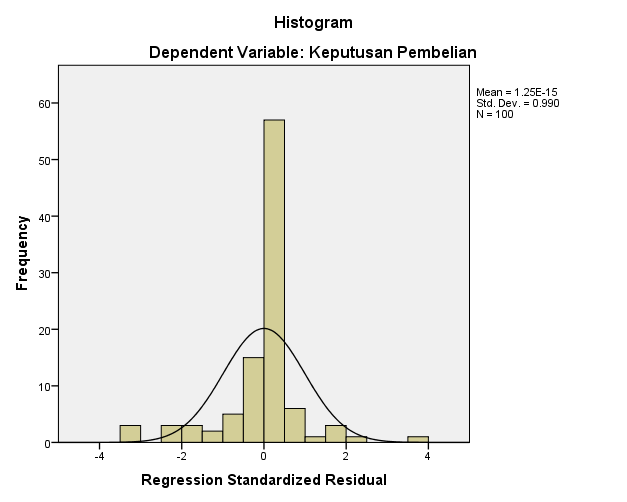 Histogram
Dependent Variable: Keputusan Pembelian
Mean = 1.25E-15
Std. Dev. = 0.990
N = 100
60
50
40
30
20
10
0
Frequency
-4
-2
0
2
4
Regression Standardized Residual